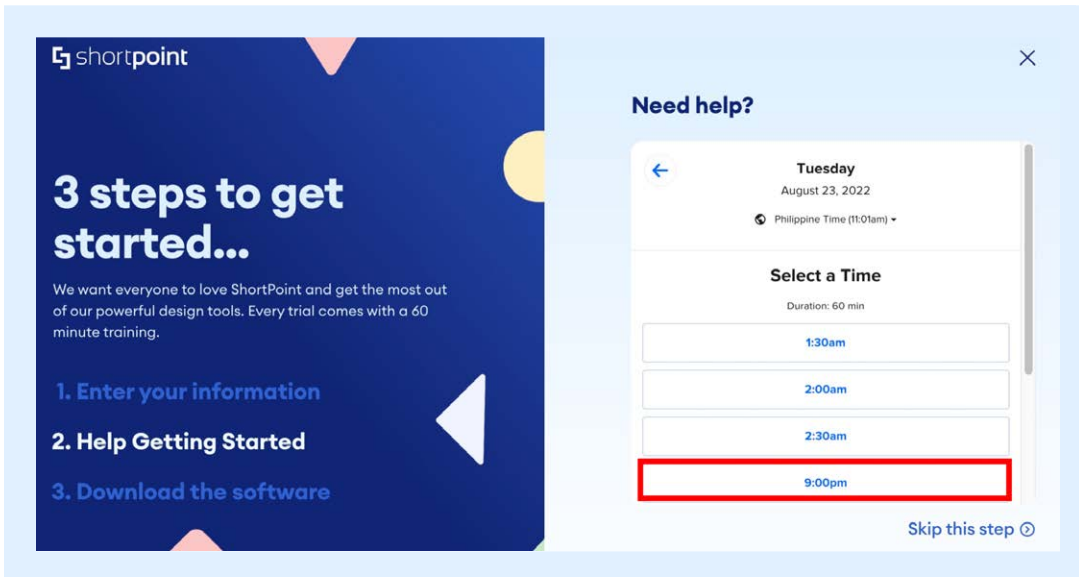 shortpoint
3 steps to get
started...
We want everyone to love ShortPoint and get the most out
of our powerful design tools. Every trial comes with a 60
minute training.
1. Enter your information
2. Help Getting Started
3. Download the software
Need help?
Tuesday
August 23, 2022
Philippine Time (11:01am)
Select a Time
Duration: 60 min
1:30am
2:00am
2:30am
9:00pm
Skip this step